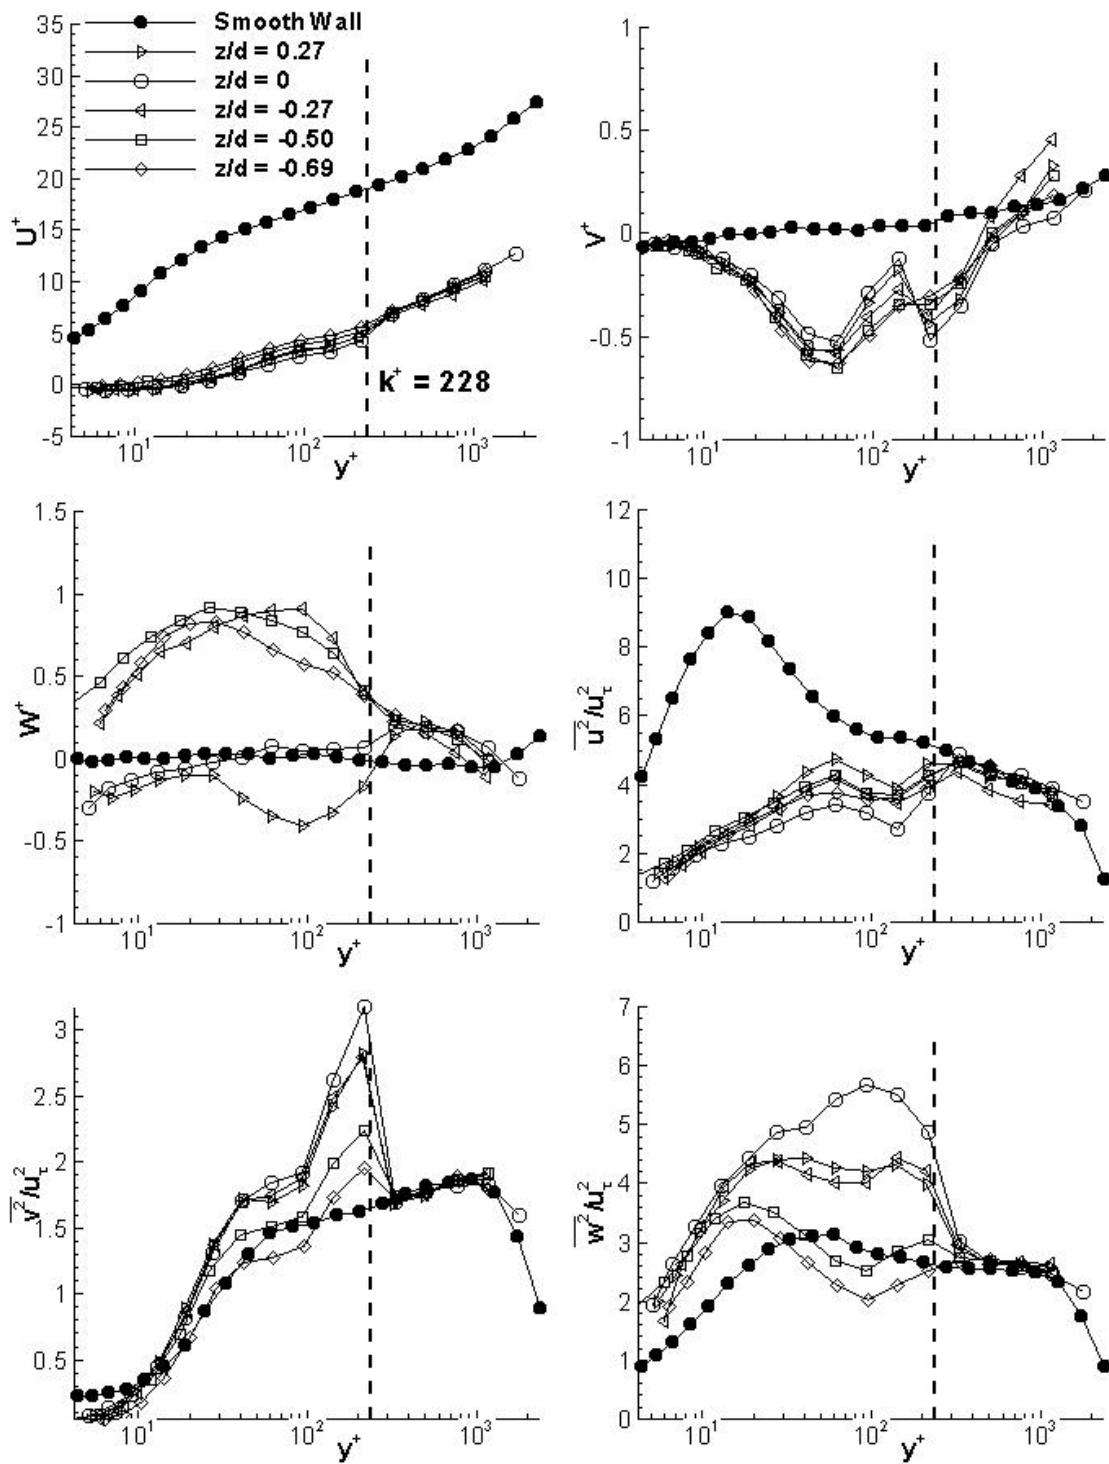 Smooth Wall
z/d = 0.27
z/d = 0
z/d = -0.27
z/d = -0.50
z/d = -0.69
35
30
25
20
15
10
5
0
-5
U⁺
k⁺ = 228
10¹ 10² 10³
y⁺
1
0.5
0
-0.5
-1
V⁺
10¹ 10² 10³
y⁺
1.5
1
0.5
0
-0.5
-1
W⁺
10¹ 10² 10³
y⁺
12
10
8
6
4
2
0
u²/u²τ
10¹ 10² 10³
y⁺
3
2.5
2
1.5
1
0.5
v²/u²τ
10¹ 10² 10³
y⁺
7
6
5
4
3
2
1
0
w²/u²τ
10¹ 10² 10³
y⁺